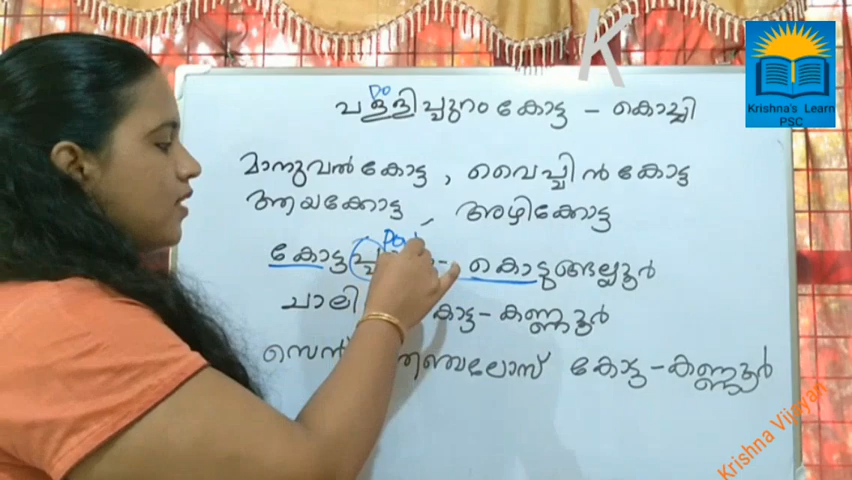 K
Po
പള്ളിപ്പുറം കോട്ട - കൊച്ചി
Krishna's Learn
PSC
മാനുവൽ കോട്ട , വൈപ്പിൻ കോട്ട
ആയക്കോട്ട , അഴിക്കോട്ട
Po
കോട്ടപ്പ - കൊടുങ്ങല്ലൂർ
ചാലി കോട്ട - കണ്ണൂർ
സെൻ ആഞ്ചലോസ് കോട്ട - കണ്ണൂർ
Krishna Vijayan